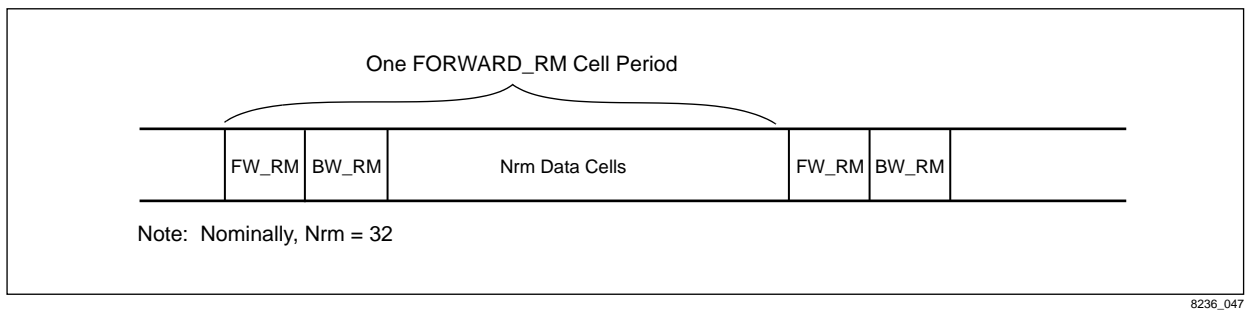 One FORWARD_RM Cell Period
FW_RM BW_RM Nrm Data Cells FW_RM BW_RM
Note: Nominally, Nrm = 32
8236_047